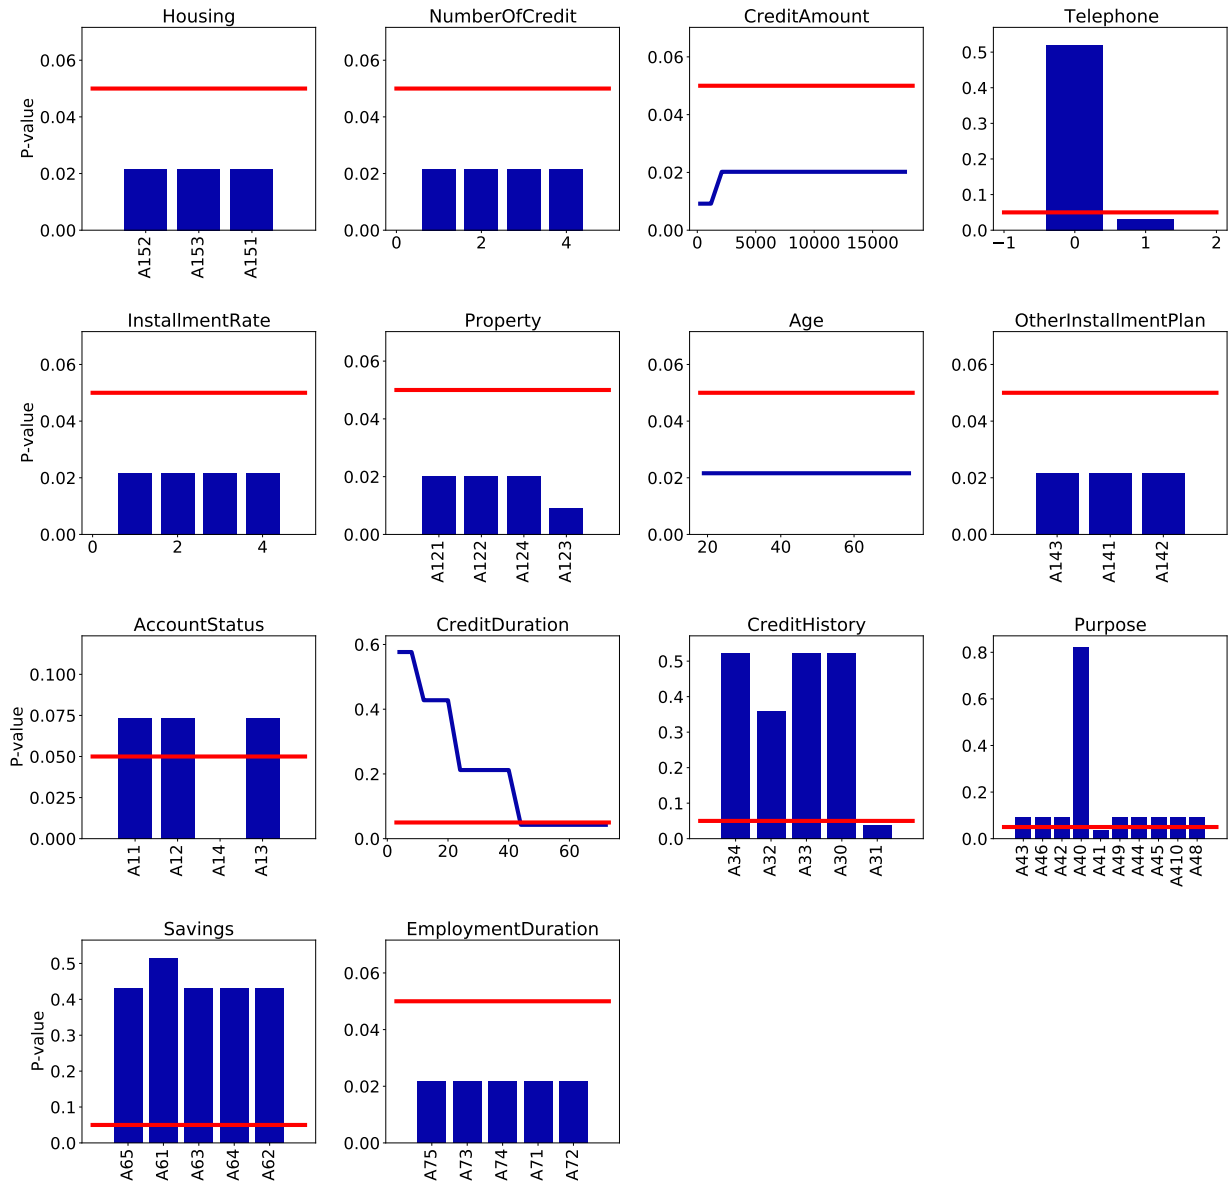 Housing NumberOfCredit CreditAmount Telephone
P-value
0.06 0.06 0.06 0.5
0.04 0.04 0.04 0.4
0.02 0.02 0.02 0.3
0.00 0.00 0.00 0.2
0.1
0.0
A152 A153 A151 0 2 4 0 5000 10000 15000 −1 0 1 2
InstallmentRate Property Age OtherInstallmentPlan
P-value
0.06 0.06 0.06 0.06
0.04 0.04 0.04 0.04
0.02 0.02 0.02 0.02
0.00 0.00 0.00 0.00
0 2 4 A121 A122 A124 A123 20 40 60 A143 A141 A142
AccountStatus CreditDuration CreditHistory Purpose
P-value
0.100 0.6 0.5 0.8
0.075 0.4 0.4 0.6
0.050 0.2 0.3 0.4
0.025 0.0 0.2 0.2
0.000 0.1 0.0
0.0
A11 A12 A14 A13 0 20 40 60 A34 A32 A33 A30 A31 A43 A46 A42 A40 A41 A49 A44 A45 A410 A48
Savings EmploymentDuration
P-value
0.5 0.06
0.4 0.04
0.3 0.02
0.2 0.00
0.1
0.0
A65 A61 A63 A64 A62 A75 A73 A74 A71 A72